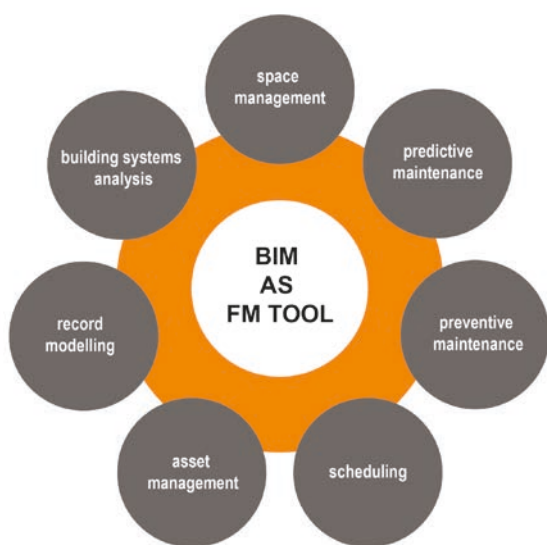 space
management
predictive
maintenance
preventive
maintenance
scheduling
asset
management
record
modelling
building systems
analysis
BIM
AS
FM TOOL